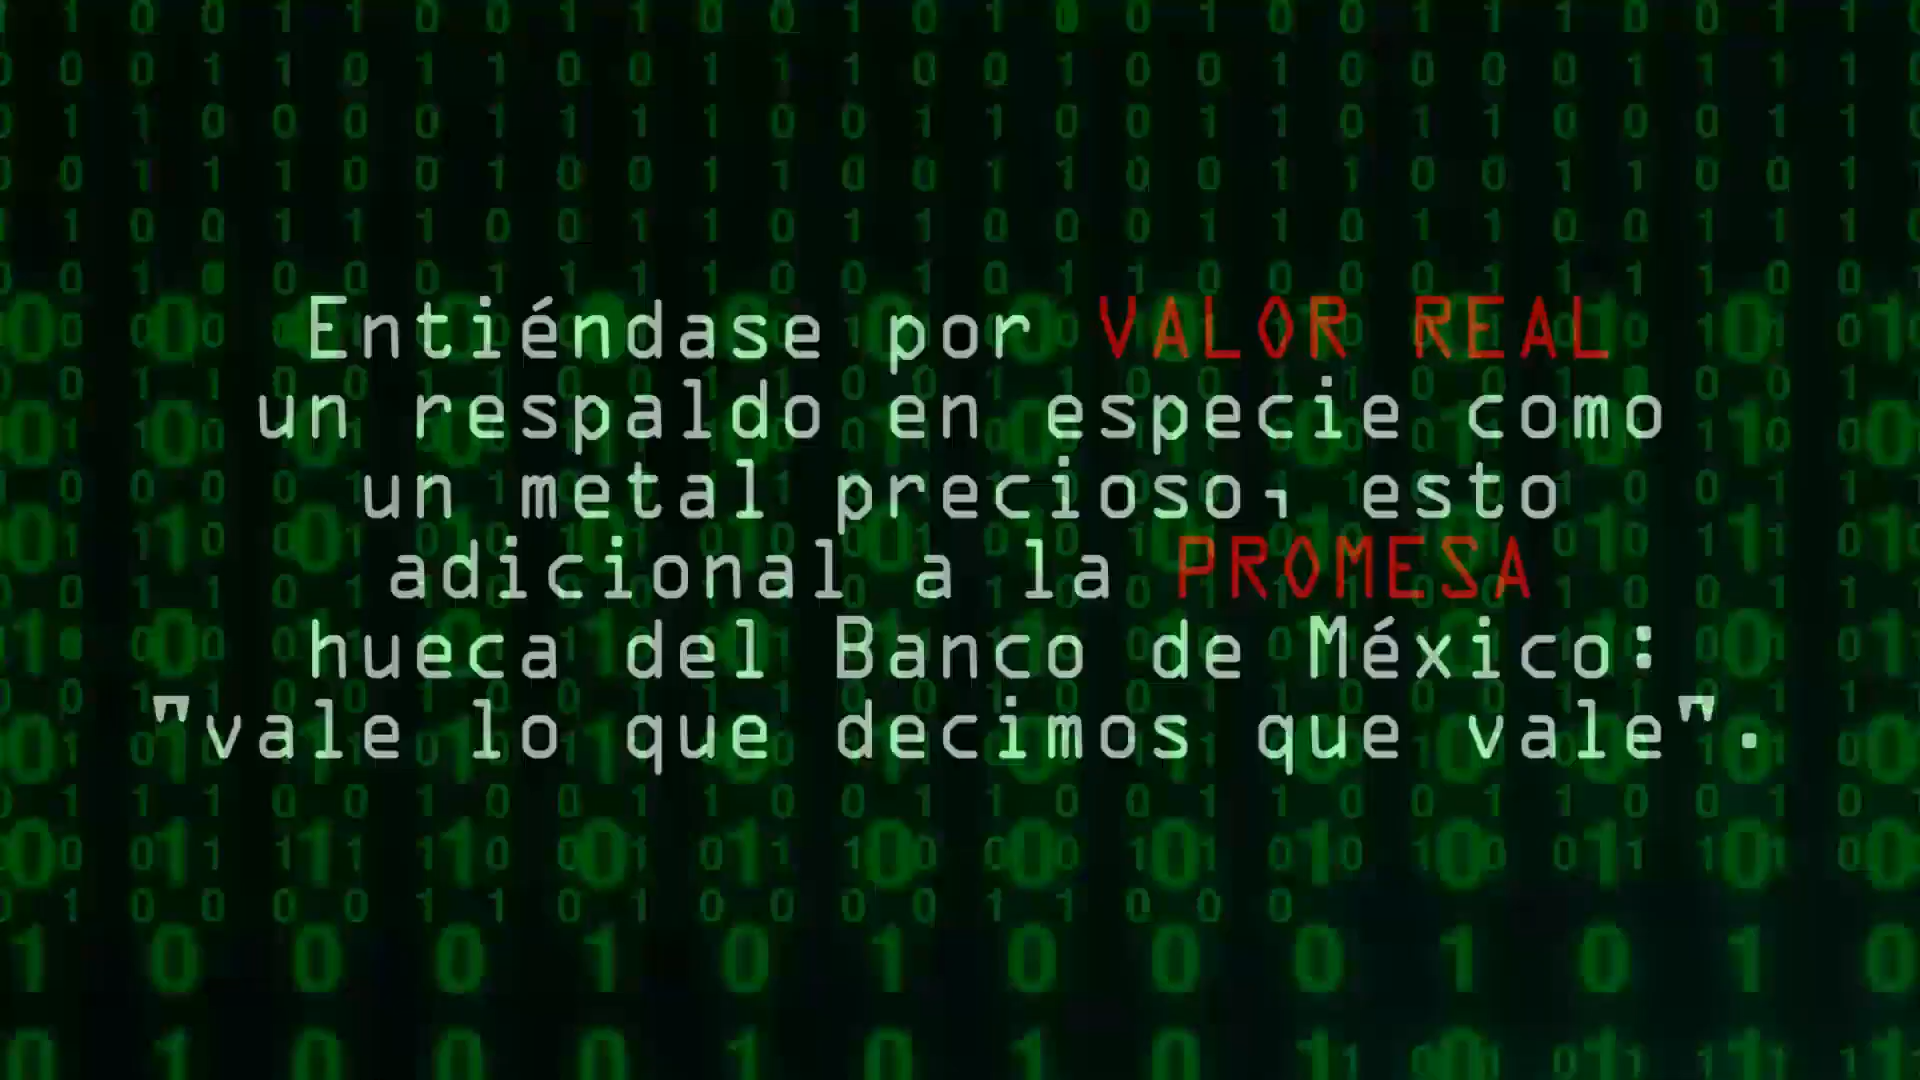 Entiéndase por VALOR REAL
un respaldo en especie como
un metal precioso, esto
adicional a la PROMESA
hueca del Banco de México:
"vale lo que decimos que vale".